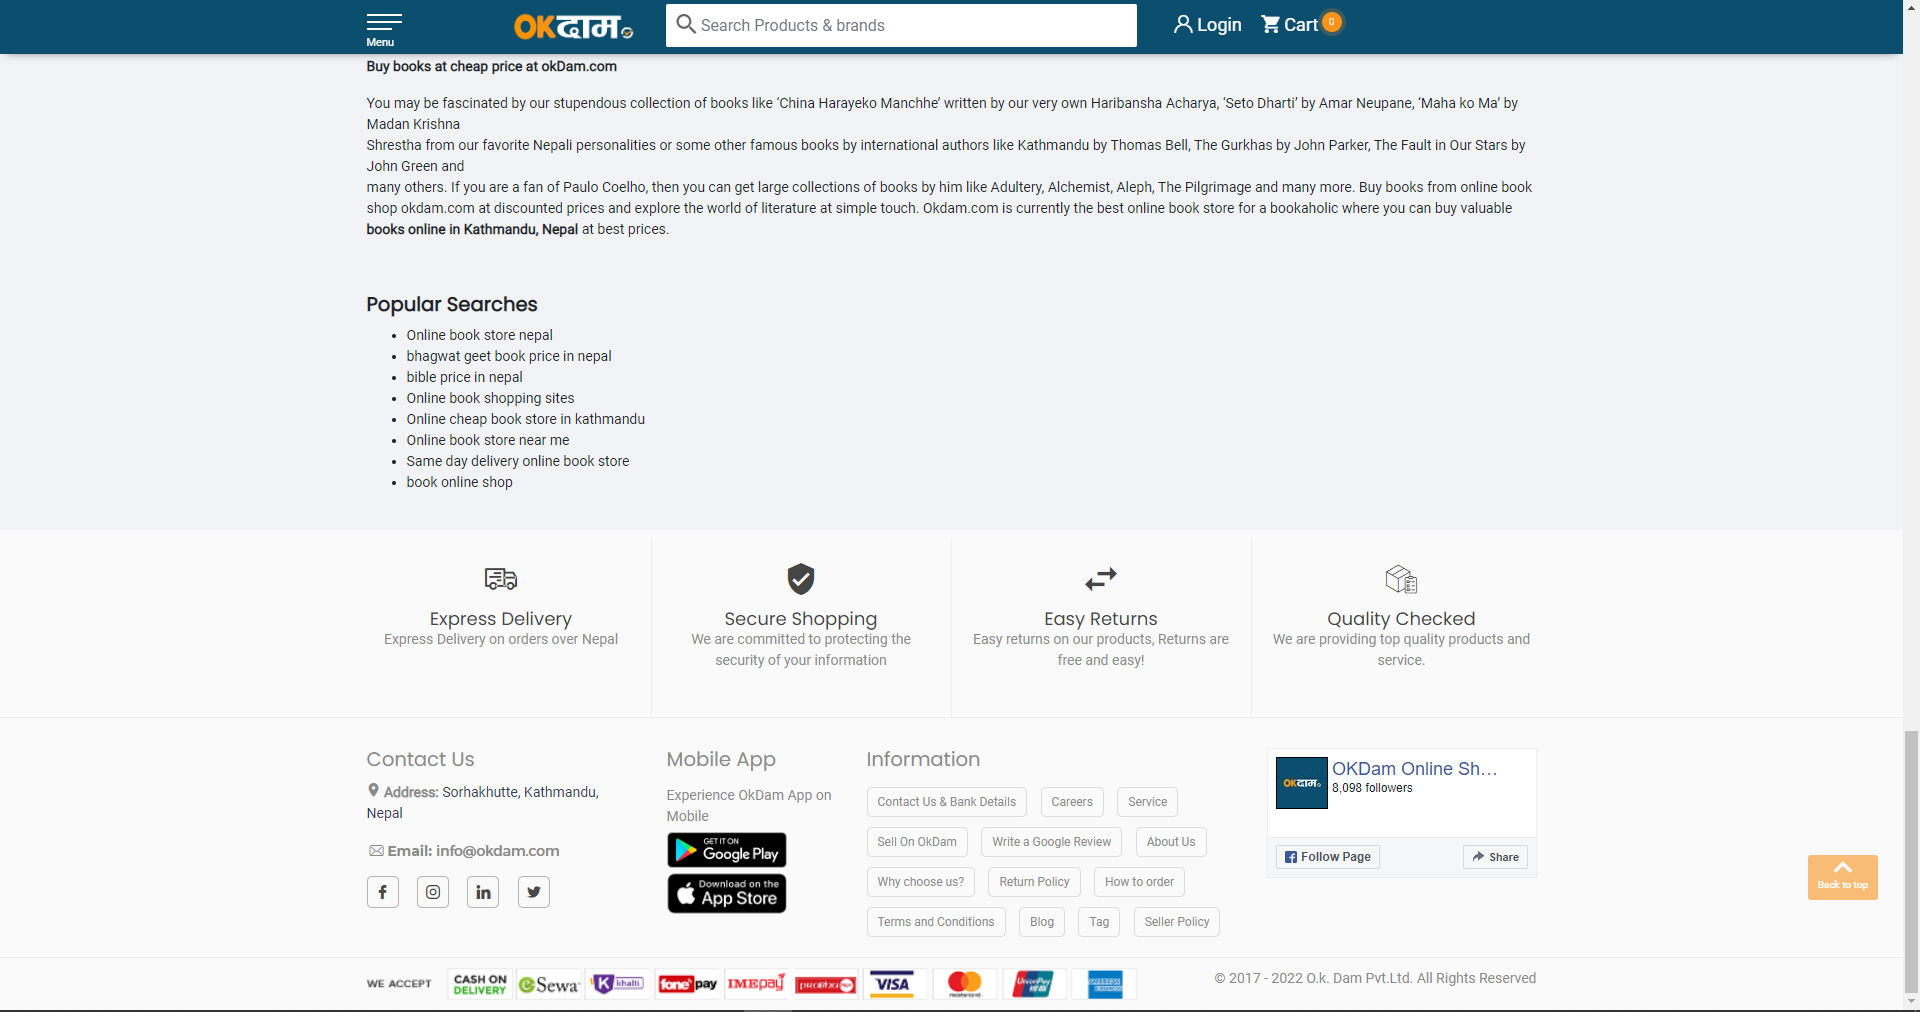 Menu
OKदाम
Search Products & brands
Login
Cart
0
Buy books at cheap price at okDam.com
You may be fascinated by our stupendous collection of books like ‘China Harayeko Manchhe’ written by our very own Haribansha Acharya, ‘Seto Dharti’ by Amar Neupane, ‘Maha ko Ma’ by
Madan Krishna
Shrestha from our favorite Nepali personalities or some other famous books by international authors like Kathmandu by Thomas Bell, The Gurkhas by John Parker, The Fault in Our Stars by
John Green and
many others. If you are a fan of Paulo Coelho, then you can get large collections of books by him like Adultery, Alchemist, Aleph, The Pilgrimage and many more. Buy books from online book
shop okdam.com at discounted prices and explore the world of literature at simple touch. Okdam.com is currently the best online book store for a bookaholic where you can buy valuable
books online in Kathmandu, Nepal at best prices.
Popular Searches
• Online book store nepal
• bhagwat geet book price in nepal
• bible price in nepal
• Online book shopping sites
• Online cheap book store in kathmandu
• Online book store near me
• Same day delivery online book store
• book online shop
Express Delivery
Express Delivery on orders over Nepal
Secure Shopping
We are committed to protecting the
security of your information
Easy Returns
Easy returns on our products, Returns are
free and easy!
Quality Checked
We are providing top quality products and
service.
Contact Us
Address: Sorhakhutte, Kathmandu,
Nepal
Email: info@okdam.com
Mobile App
Experience OkDam App on
Mobile
GET IT ON
Google Play
Download on the
App Store
Information
Contact Us & Bank Details
Careers
Service
Sell On OkDam
Write a Google Review
About Us
Why choose us?
Return Policy
How to order
Terms and Conditions
Blog
Tag
Seller Policy
OKदाम
OKDam Online Sh...
8,098 followers
Follow Page
Share
Back to top
WE ACCEPT
CASH ON
DELIVERY
eSewa
K khalti
fonepay
IMEpay
prabhu PAY
VISA
mastercard
UnionPay
银联
AMERICAN
EXPRESS
© 2017 - 2022 O.k. Dam Pvt.Ltd. All Rights Reserved